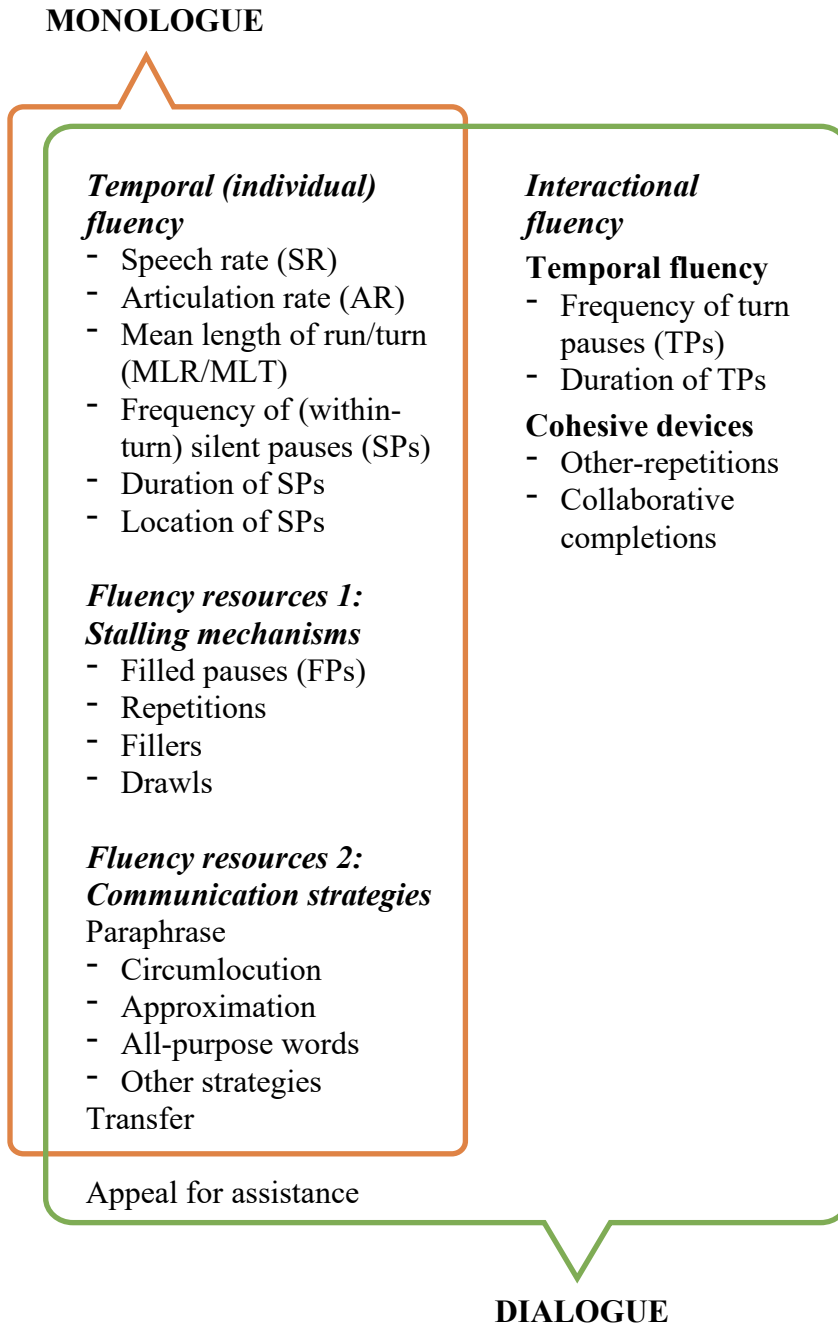 MONOLOGUE
Temporal (individual)
fluency
- Speech rate (SR)
- Articulation rate (AR)
- Mean length of run/turn
(MLR/MLT)
- Frequency of (within-
turn) silent pauses (SPs)
- Duration of SPs
- Location of SPs
Fluency resources 1:
Stalling mechanisms
- Filled pauses (FPs)
- Repetitions
- Fillers
- Drawls
Fluency resources 2:
Communication strategies
Paraphrase
- Circumlocution
- Approximation
- All-purpose words
- Other strategies
Transfer
Appeal for assistance
Interactional
fluency
Temporal fluency
- Frequency of turn
pauses (TPs)
- Duration of TPs
Cohesive devices
- Other-repetitions
- Collaborative
completions
DIALOGUE